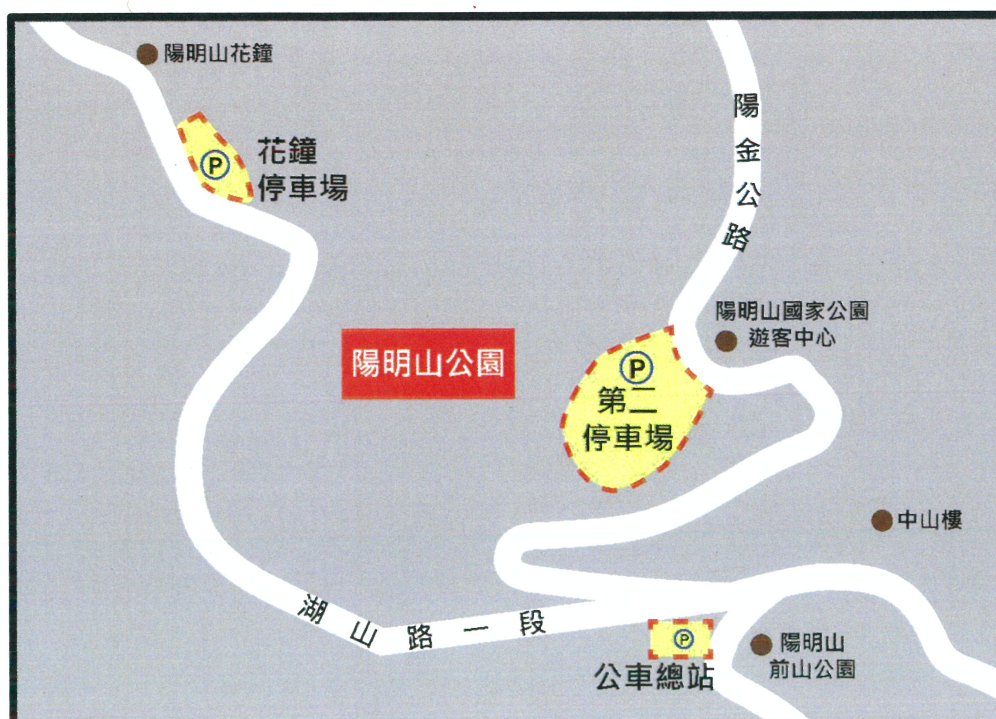 陽明山花鐘
P
花鐘
停車場
陽金公路
陽明山國家公園
遊客中心
陽明山公園
P
第二
停車場
中山樓
湖山路一段
P
公車總站
陽明山
前山公園